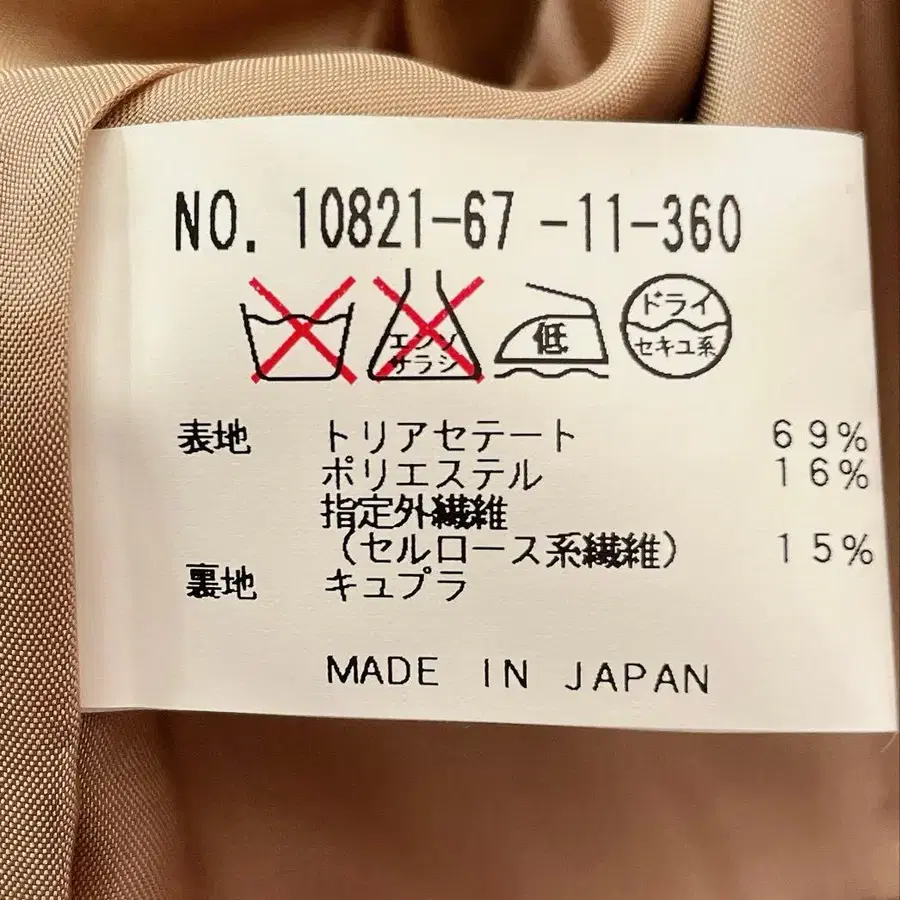 NO. 10821-67 -11-360
エンソ
サラシ
低
ドライ
セキユ系
表地 トリアセテート 69%
ポリエステル 16%
指定外繊維
(セルロース系繊維) 15%
裏地 キュプラ
MADE IN JAPAN